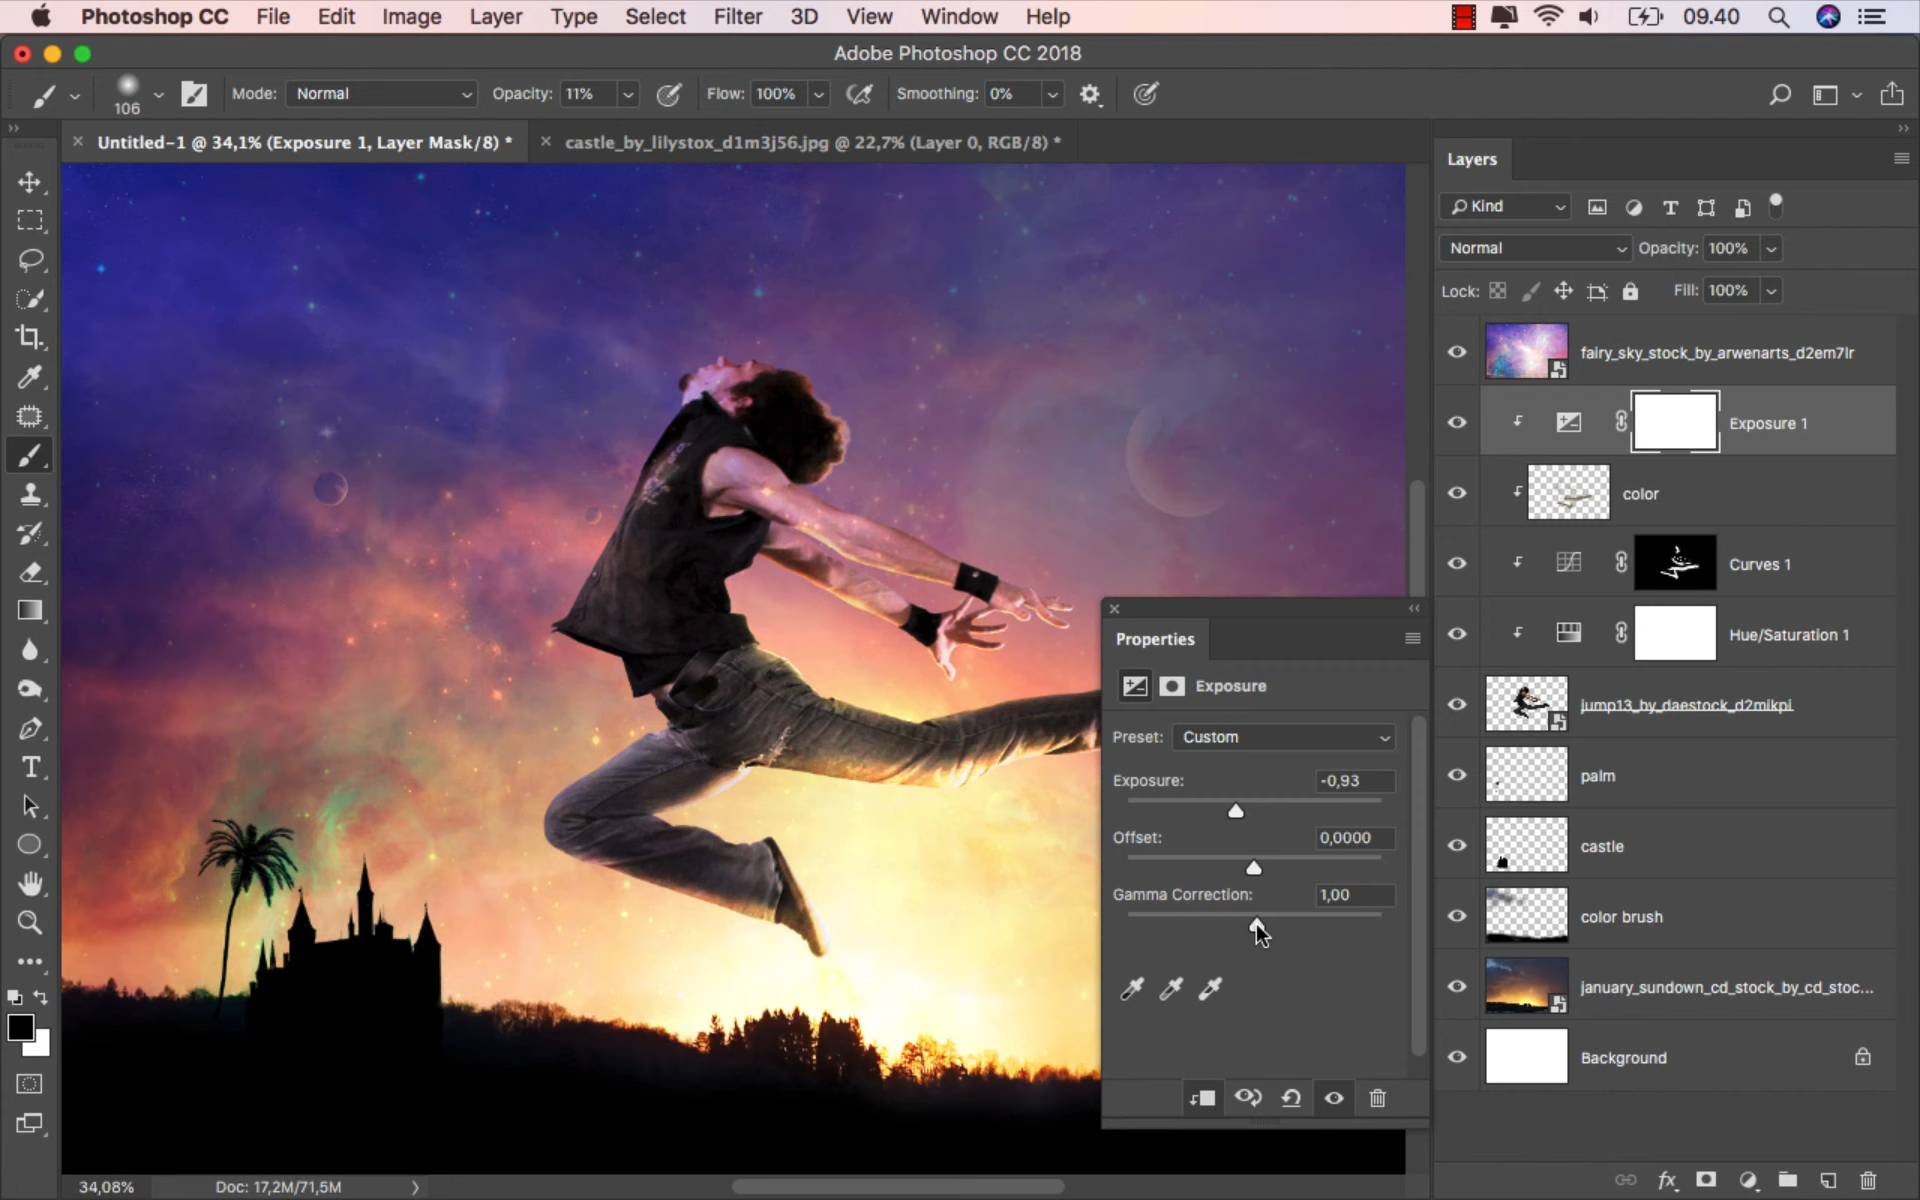 Photoshop CC File Edit Image Layer Type Select Filter 3D View Window Help 09.40
Adobe Photoshop CC 2018
106 Mode: Normal Opacity: 11% Flow: 100% Smoothing: 0%
Untitled-1 @ 34,1% (Exposure 1, Layer Mask/8) * castle_by_lilystox_d1m3j56.jpg @ 22,7% (Layer 0, RGB/8) *
Layers
Kind
Normal Opacity: 100%
Lock: Fill: 100%
fairy_sky_stock_by_arwenarts_d2em7lr
Exposure 1
color
Curves 1
Hue/Saturation 1
jump13_by_daestock_d2mikpi
palm
castle
color brush
january_sundown_cd_stock_by_cd_stoc...
Background
Properties
Exposure
Preset: Custom
Exposure: -0,93
Offset: 0,0000
Gamma Correction: 1,00
34,08% Doc: 17,2M/71,5M